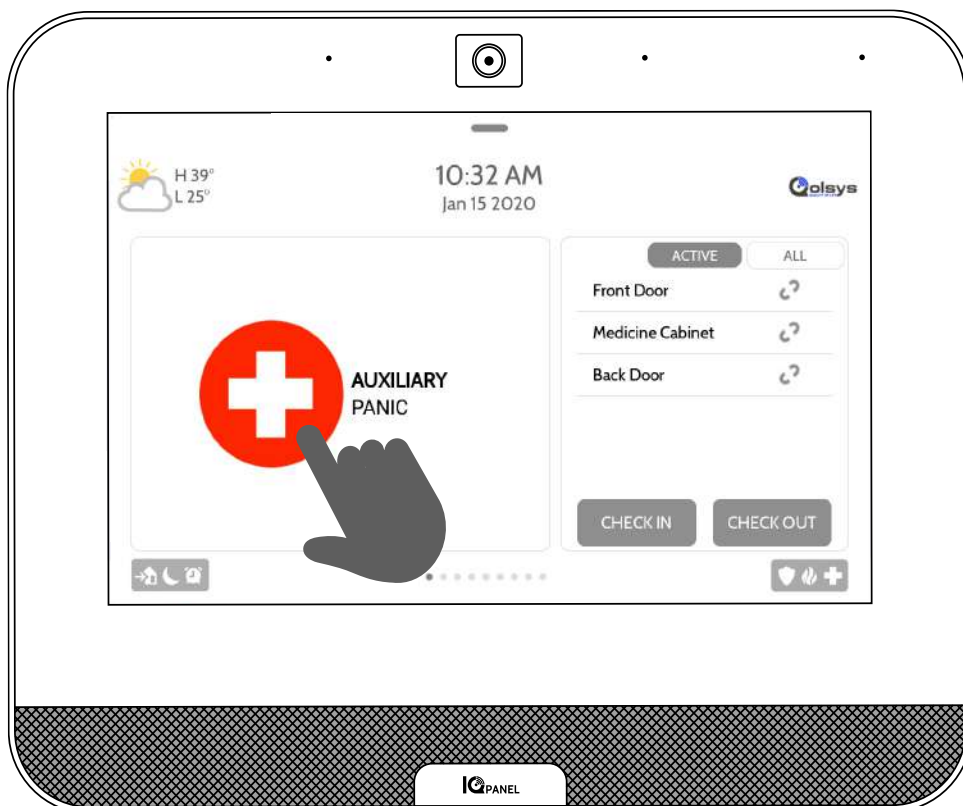 H 39°
L 25°
10:32 AM
Jan 15 2020
Qolsys
ACTIVE ALL
Front Door
Medicine Cabinet
Back Door
AUXILIARY
PANIC
CHECK IN CHECK OUT
IQ PANEL